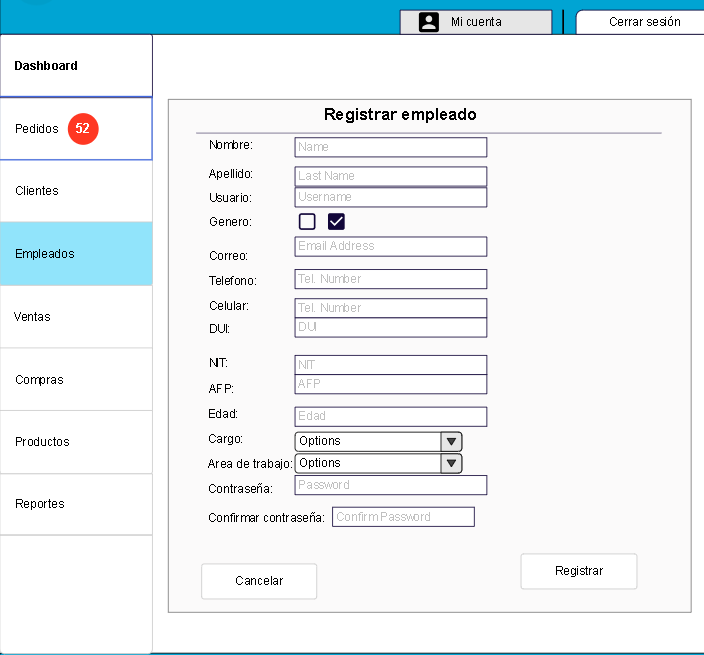 Mi cuenta
Cerrar sesión
Dashboard
Pedidos 52
Clientes
Empleados
Ventas
Compras
Productos
Reportes
Registrar empleado
Nombre: Name
Apellido: Last Name
Usuario: Username
Genero:
Correo: Email Address
Telefono: Tel. Number
Celular: Tel. Number
DUI: DUI
NIT: NIT
AFP: AFP
Edad: Edad
Cargo: Options
Area de trabajo: Options
Contraseña: Password
Confirmar contraseña: Confirm Password
Cancelar
Registrar